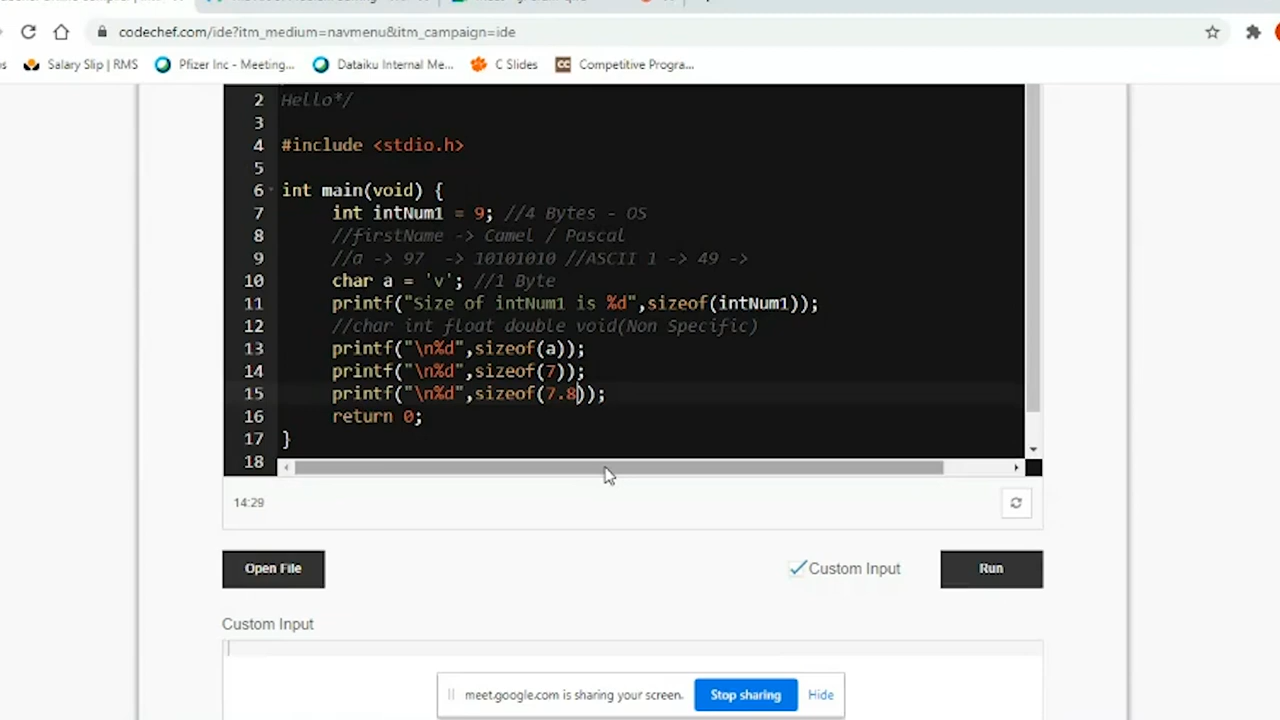 codechef.com/ide?itm_medium=navmenu&itm_campaign=ide
Salary Slip | RMS Pfizer Inc - Meeting... Dataiku Internal Me... C Slides CC Competitive Progra...
2 Hello*/
3
4 #include <stdio.h>
5
6 int main(void) {
7 int intNum1 = 9; //4 Bytes - OS
8 //firstName -> Camel / Pascal
9 //a -> 97 -> 10101010 //ASCII 1 -> 49 ->
10 char a = 'v'; //1 Byte
11 printf("Size of intNum1 is %d",sizeof(intNum1));
12 //char int float double void(Non Specific)
13 printf("\n%d",sizeof(a));
14 printf("\n%d",sizeof(7));
15 printf("\n%d",sizeof(7.8));
16 return 0;
17 }
18
14:29
Open File Custom Input Run
Custom Input
meet.google.com is sharing your screen. Stop sharing Hide